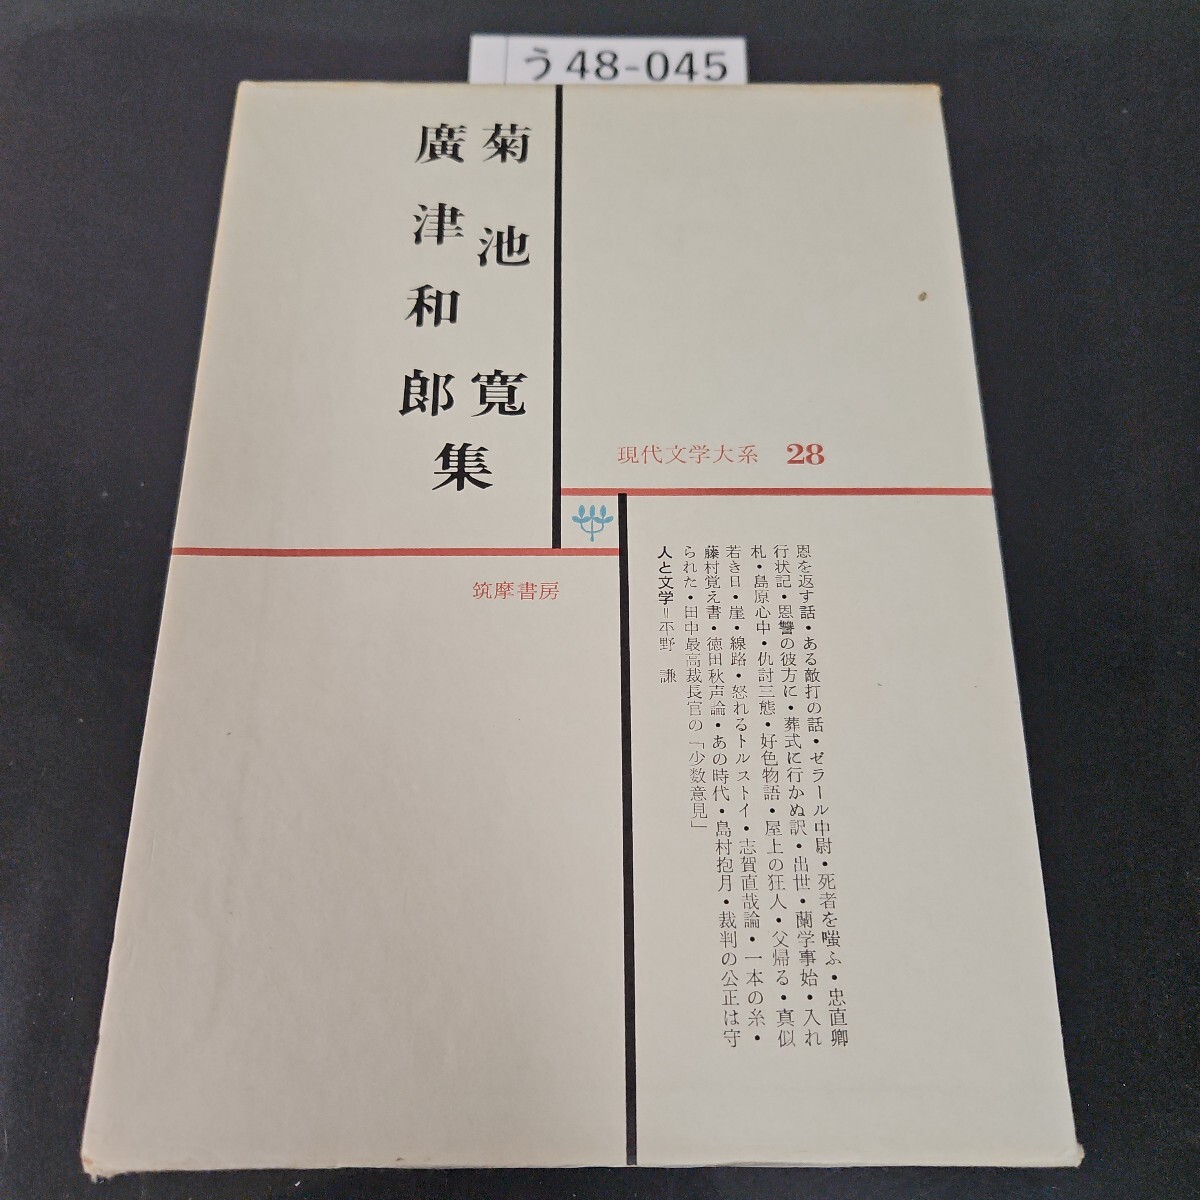 う48-045
菊池寛
廣津和郎
集
現代文学大系 28
筑摩書房
恩を返す話・ある敵打の話・ゼラール中尉・死者を嗤ふ・忠直卿
行状記・恩讐の彼方に・葬式に行かぬ訳・出世・蘭学事始・入れ
札・島原心中・仇討三態・好色物語・屋上の狂人・父帰る・真似
若き日・崖・線路・怒れるトルストイ・志賀直哉論・一本の糸・
藤村覚え書・徳田秋声論・あの時代・島村抱月・裁判の公正は守
られた・田中最高裁長官の「少数意見」
人と文学＝平野 謙